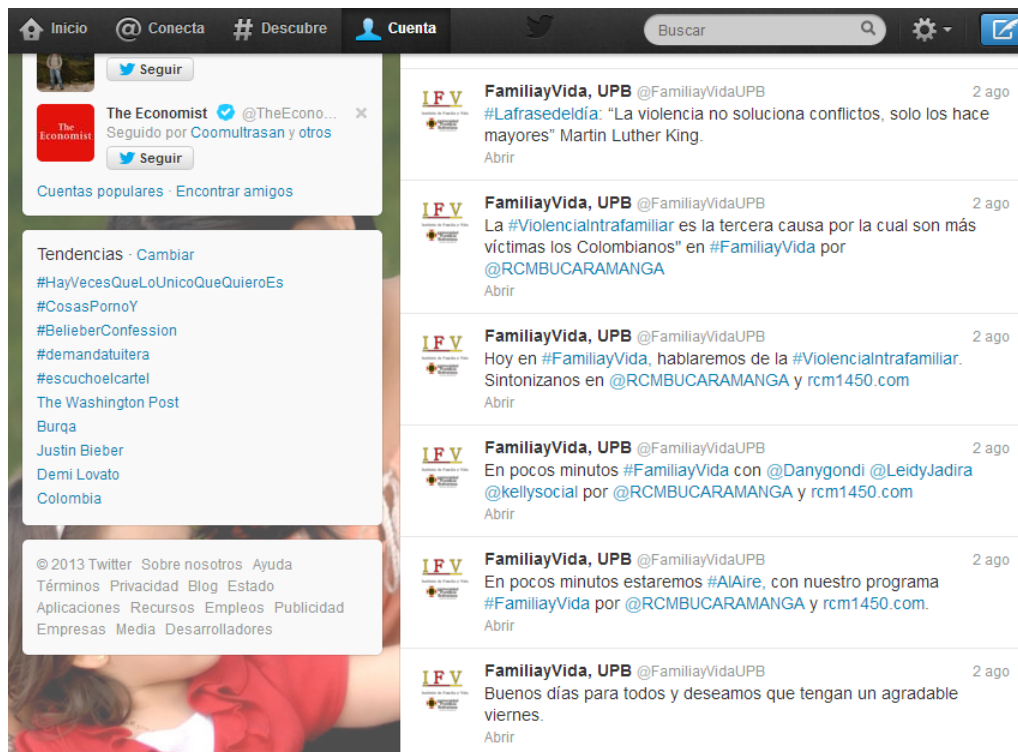 Inicio
Conecta
Descubre
Cuenta
Buscar
Seguir
The Economist
The Economist @TheEcono...
Seguido por Coomultrasan y otros
Seguir
Cuentas populares · Encontrar amigos
Tendencias · Cambiar
#HayVecesQueLoUnicoQueQuieroEs
#CosasPornoY
#BelieberConfession
#demandatuitera
#escuchoelcartel
The Washington Post
Burqa
Justin Bieber
Demi Lovato
Colombia
© 2013 Twitter Sobre nosotros Ayuda
Términos Privacidad Blog Estado
Aplicaciones Recursos Empleos Publicidad
Empresas Media Desarrolladores
IFV
FamiliayVida, UPB @FamiliayVidaUPB 2 ago
#Lafrasedeldía: “La violencia no soluciona conflictos, solo los hace
mayores” Martin Luther King.
Abrir
IFV
FamiliayVida, UPB @FamiliayVidaUPB 2 ago
La #ViolenciaIntrafamiliar es la tercera causa por la cual son más
víctimas los Colombianos" en #FamiliayVida por
@RCMBUCARAMANGA
Abrir
IFV
FamiliayVida, UPB @FamiliayVidaUPB 2 ago
Hoy en #FamiliayVida, hablaremos de la #ViolenciaIntrafamiliar.
Sintonizanos en @RCMBUCARAMANGA y rcm1450.com
Abrir
IFV
FamiliayVida, UPB @FamiliayVidaUPB 2 ago
En pocos minutos #FamiliayVida con @Danygondi @LeidyJadira
@kellysocial por @RCMBUCARAMANGA y rcm1450.com
Abrir
IFV
FamiliayVida, UPB @FamiliayVidaUPB 2 ago
En pocos minutos estaremos #AlAire, con nuestro programa
#FamiliayVida por @RCMBUCARAMANGA y rcm1450.com.
Abrir
IFV
FamiliayVida, UPB @FamiliayVidaUPB 2 ago
Buenos días para todos y deseamos que tengan un agradable
viernes.
Abrir